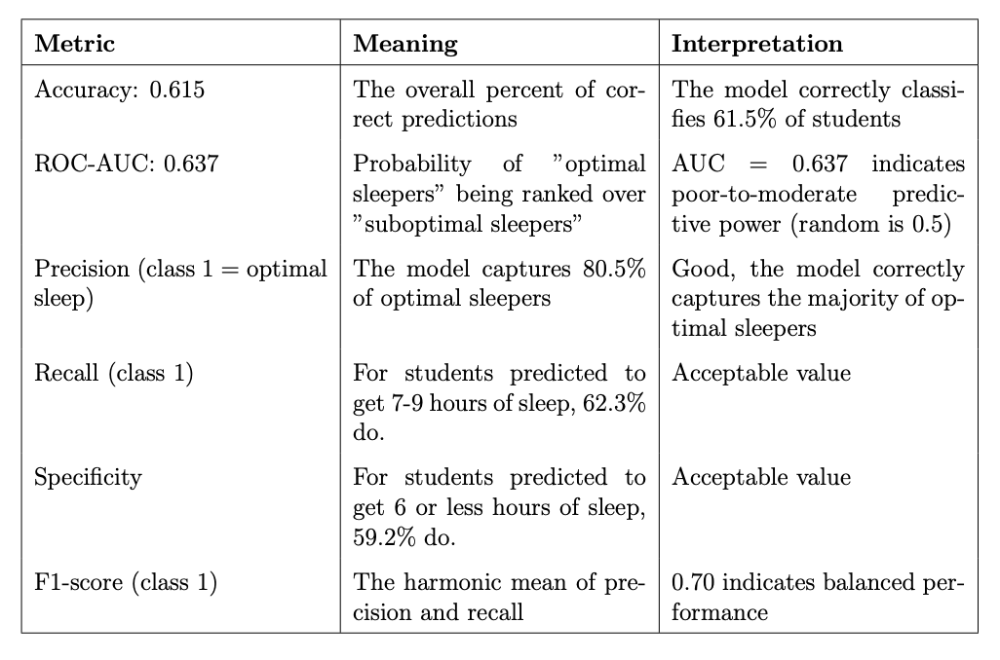 Metric Meaning Interpretation
Accuracy: 0.615 The overall percent of cor- The model correctly classi-
rect predictions fies 61.5% of students
ROC-AUC: 0.637 Probability of ”optimal AUC = 0.637 indicates
sleepers” being ranked over poor-to-moderate predic-
”suboptimal sleepers” tive power (random is 0.5)
Precision (class 1 = optimal The model captures 80.5% Good, the model correctly
sleep) of optimal sleepers captures the majority of op-
timal sleepers
Recall (class 1) For students predicted to Acceptable value
get 7-9 hours of sleep, 62.3%
do.
Specificity For students predicted to Acceptable value
get 6 or less hours of sleep,
59.2% do.
F1-score (class 1) The harmonic mean of pre- 0.70 indicates balanced per-
cision and recall formance